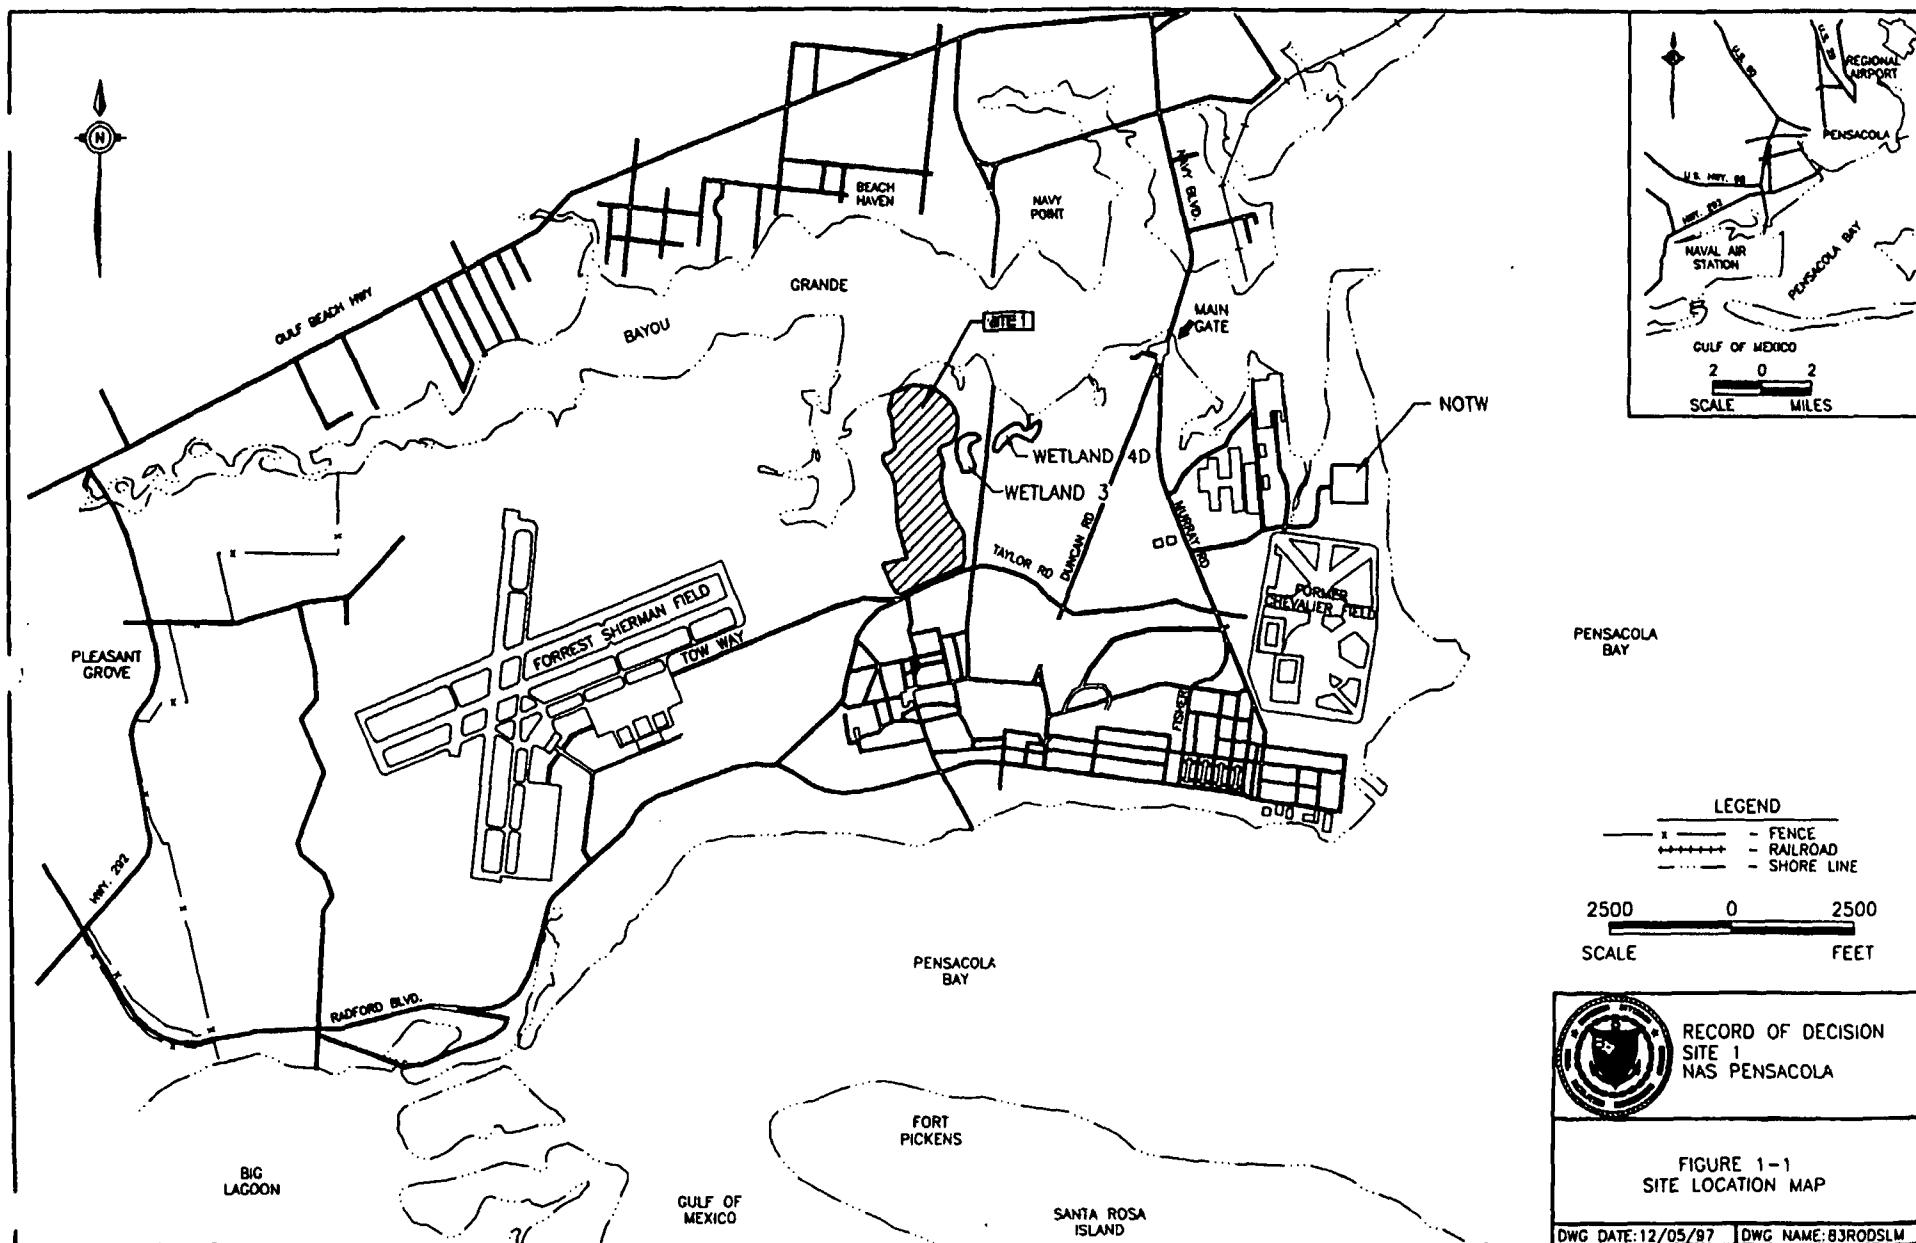 N
GULF BEACH HWY
BEACH
HAVEN
NAVY
POINT
NAVY BLVD.
GRANDE
BAYOU
SITE 1
MAIN
GATE
NOTW
WETLAND 4D
WETLAND 3
DUNCAN RD
MURRAY RD
TAYLOR RD
FORMER
CHEVALIER FIELD
FORREST SHERMAN FIELD
TOW WAY
PLEASANT
GROVE
FISHER
HWY. 292
RADFORD BLVD.
PENSACOLA
BAY
PENSACOLA
BAY
FORT
PICKENS
BIG
LAGOON
GULF OF
MEXICO
SANTA ROSA
ISLAND
U.S. 90
U.S. 29
REGIONAL
AIRPORT
PENSACOLA
U.S. HWY. 98
HWY. 292
NAVAL AIR
STATION
PENSACOLA BAY
GULF OF MEXICO
2 0 2
SCALE MILES
LEGEND
x - FENCE
- RAILROAD
- SHORE LINE
2500 0 2500
SCALE FEET
RECORD OF DECISION
SITE 1
NAS PENSACOLA
FIGURE 1-1
SITE LOCATION MAP
DWG DATE: 12/05/97 DWG NAME: 83RODSLM